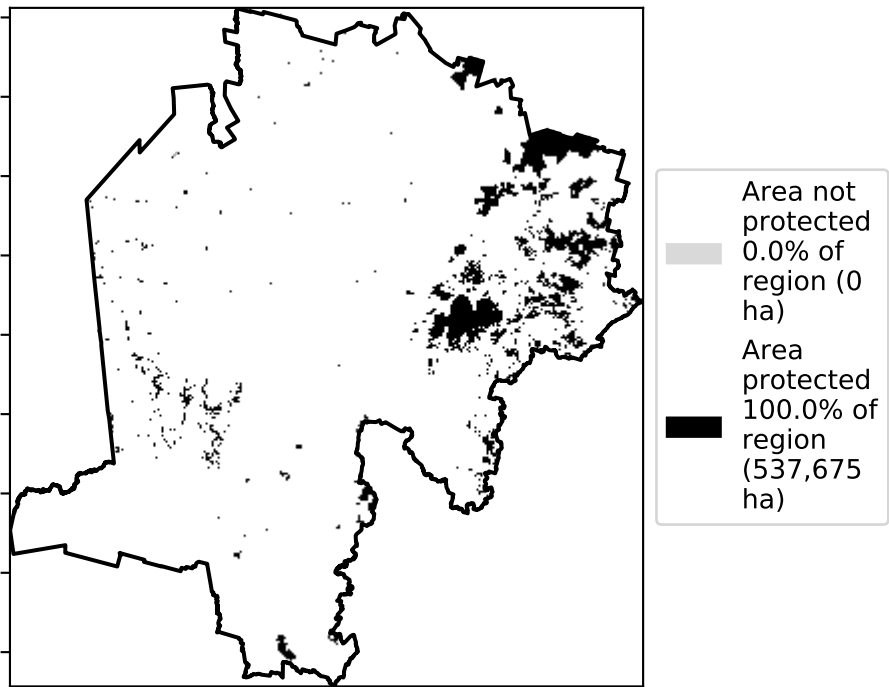 Area not
protected
0.0% of
region (0
ha)
Area
protected
100.0% of
region
(537,675
ha)